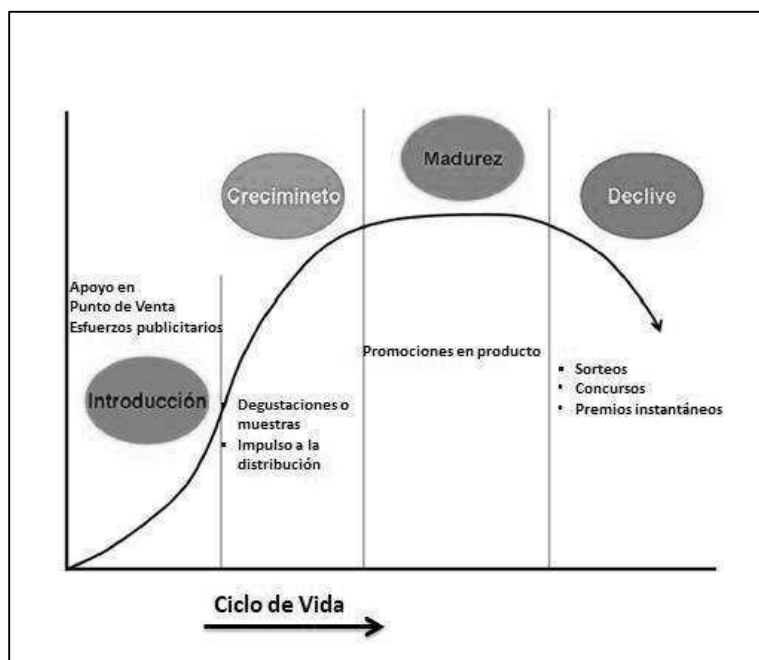 Madurez
Crecimineto
Declive
Apoyo en
Punto de Venta
Esfuerzos publicitarios
Promociones en producto
▪ Sorteos
▪ Concursos
▪ Premios instantáneos
Introducción
▪ Degustaciones o
muestras
▪ Impulso a la
distribución
Ciclo de Vida